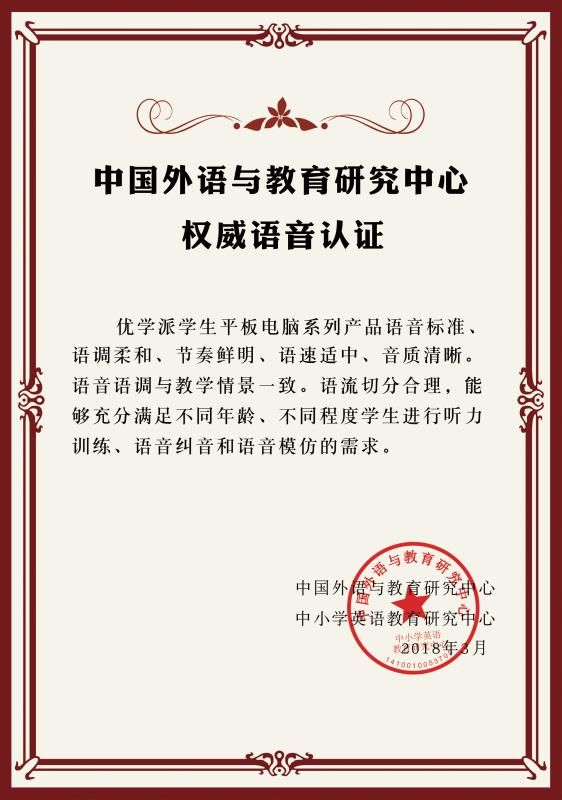 中国外语与教育研究中心
权威语音认证
优学派学生平板电脑系列产品语音标准、
语调柔和、节奏鲜明、语速适中、音质清晰。
语音语调与教学情景一致。语流切分合理，能
够充分满足不同年龄、不同程度学生进行听力
训练、语音纠音和语音模仿的需求。
中国外语与教育研究中心
中国外语与教育研究中心
中小学英语教育研究中心
中小学英语
2018年3月